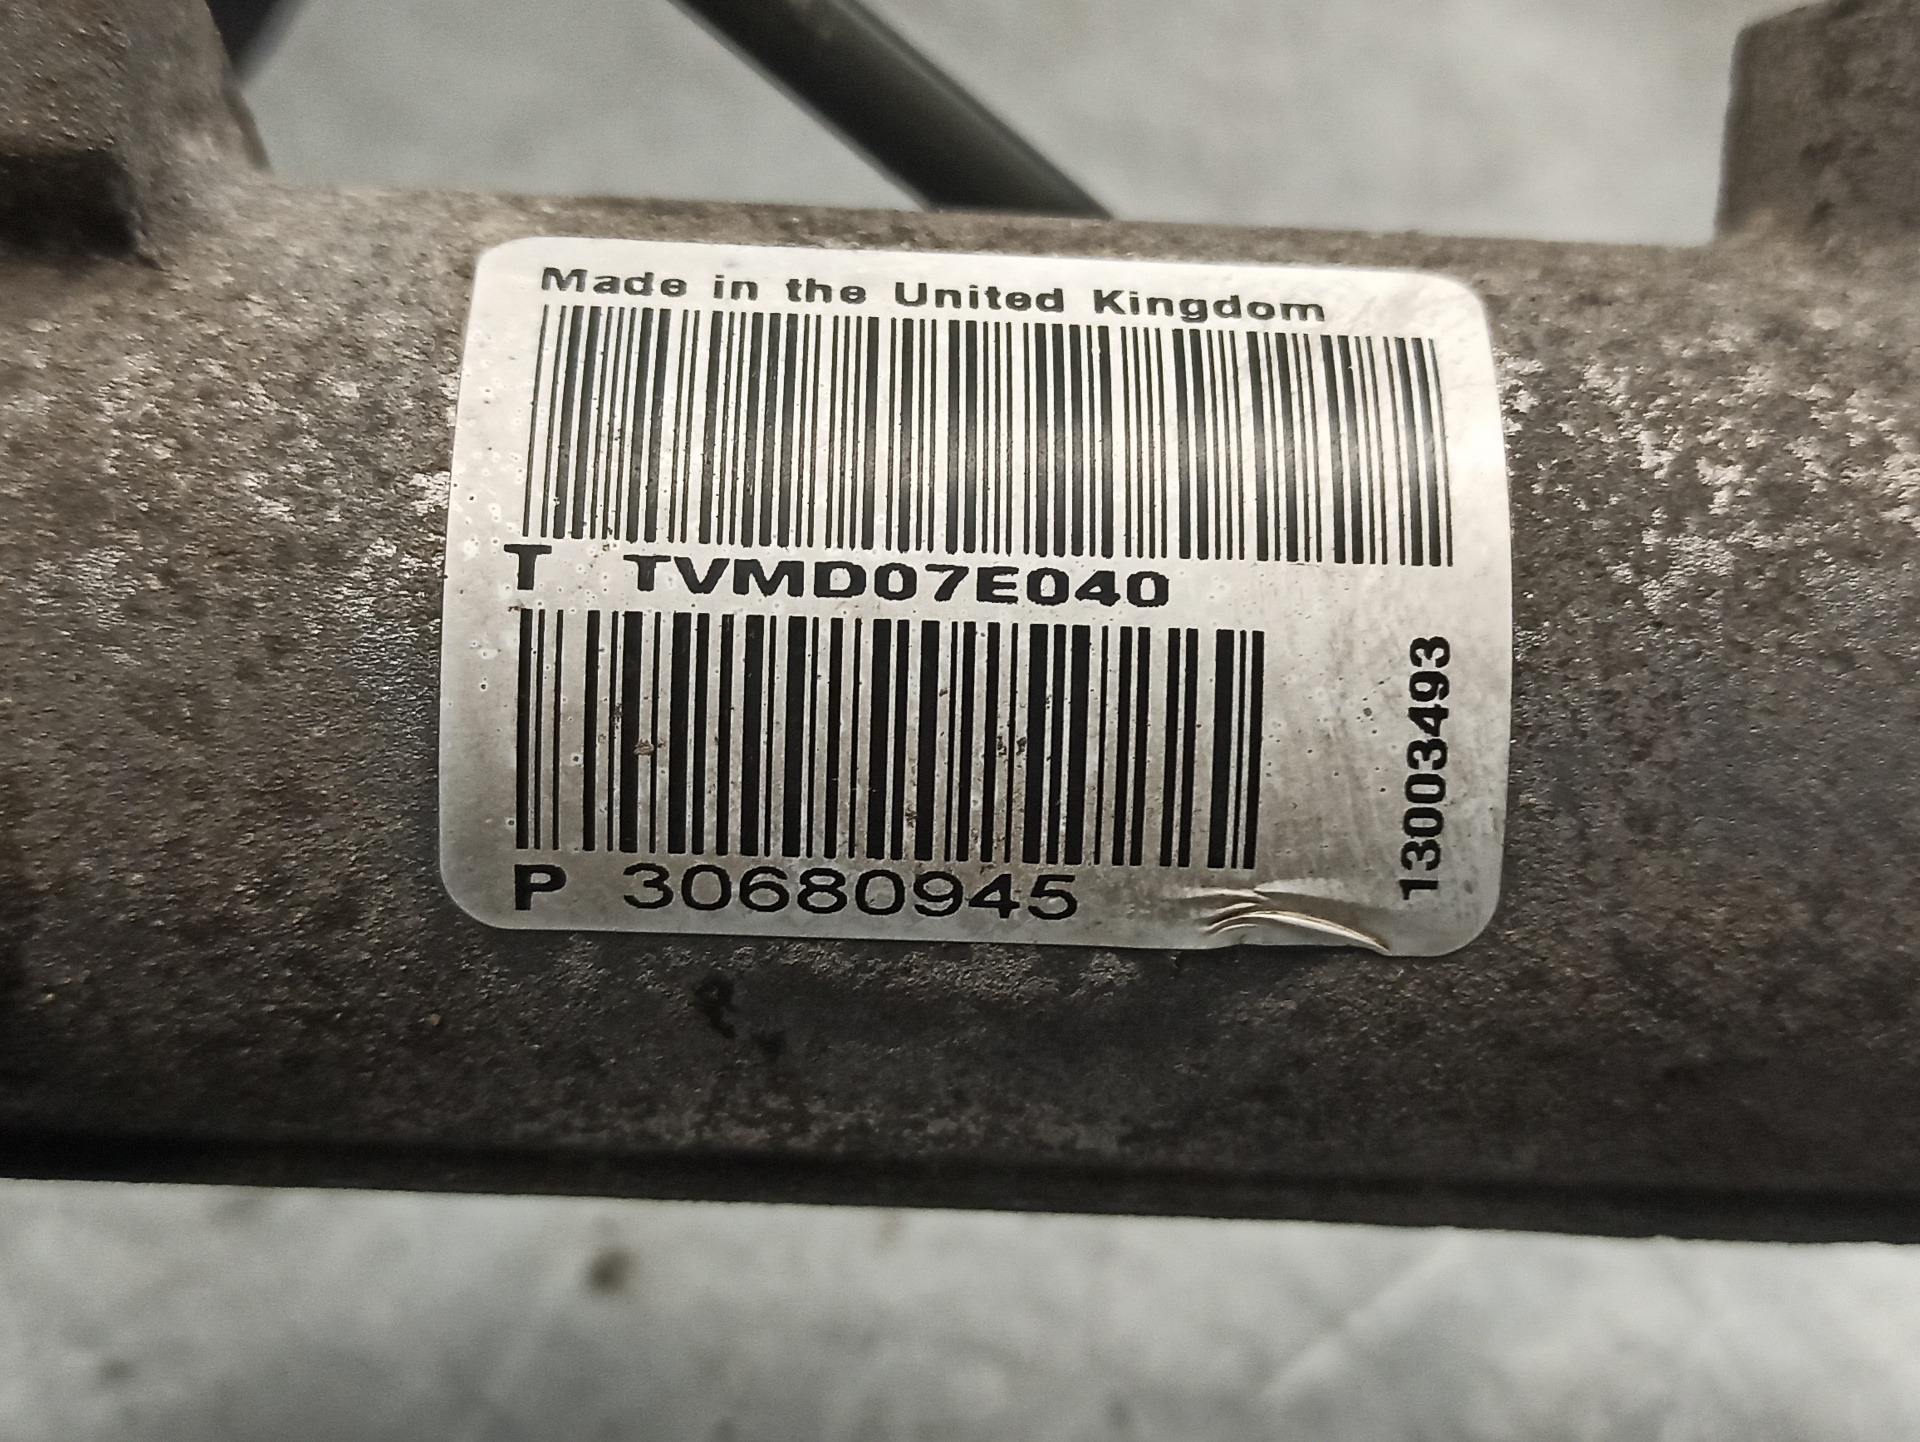 Made in the United Kingdom
T TVMD07E040
P 30680945
13003493